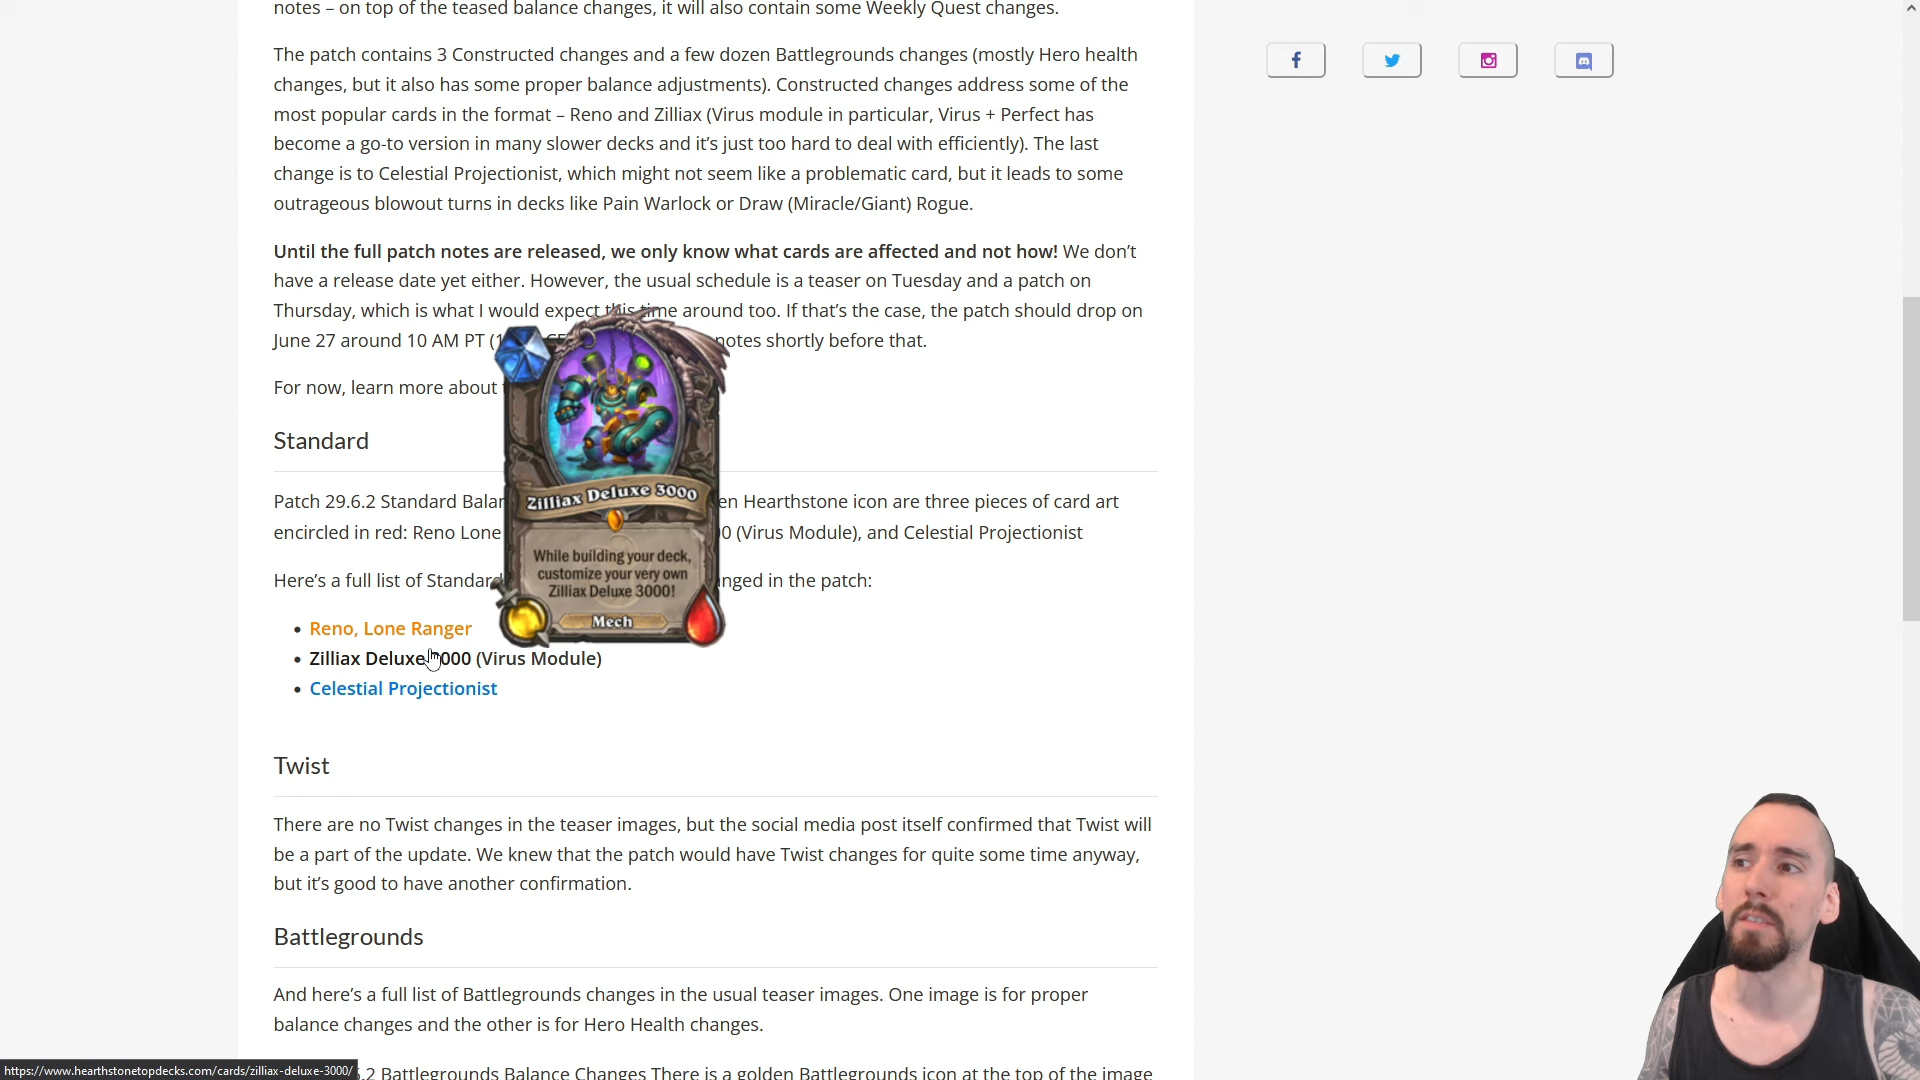 notes – on top of the teased balance changes, it will also contain some Weekly Quest changes.
The patch contains 3 Constructed changes and a few dozen Battlegrounds changes (mostly Hero health
changes, but it also has some proper balance adjustments). Constructed changes address some of the
most popular cards in the format – Reno and Zilliax (Virus module in particular, Virus + Perfect has
become a go-to version in many slower decks and it’s just too hard to deal with efficiently). The last
change is to Celestial Projectionist, which might not seem like a problematic card, but it leads to some
outrageous blowout turns in decks like Pain Warlock or Draw (Miracle/Giant) Rogue.
Until the full patch notes are released, we only know what cards are affected and not how! We don’t
have a release date yet either. However, the usual schedule is a teaser on Tuesday and a patch on
Thursday, which is what I would expect this time around too. If that’s the case, the patch should drop on
June 27 around 10 AM PT (1 notes shortly before that.
For now, learn more about
Standard
Patch 29.6.2 Standard Balan en Hearthstone icon are three pieces of card art
encircled in red: Reno Lone 00 (Virus Module), and Celestial Projectionist
Here’s a full list of Standard nged in the patch:
Zilliax Deluxe 3000
While building your deck,
customize your very own
Zilliax Deluxe 3000!
Mech
• Reno, Lone Ranger
• Zilliax Deluxe 3000 (Virus Module)
• Celestial Projectionist
Twist
There are no Twist changes in the teaser images, but the social media post itself confirmed that Twist will
be a part of the update. We knew that the patch would have Twist changes for quite some time anyway,
but it’s good to have another confirmation.
Battlegrounds
And here’s a full list of Battlegrounds changes in the usual teaser images. One image is for proper
balance changes and the other is for Hero Health changes.
.2 Battlegrounds Balance Changes There is a golden Battlegrounds icon at the top of the image
https://www.hearthstonetopdecks.com/cards/zilliax-deluxe-3000/